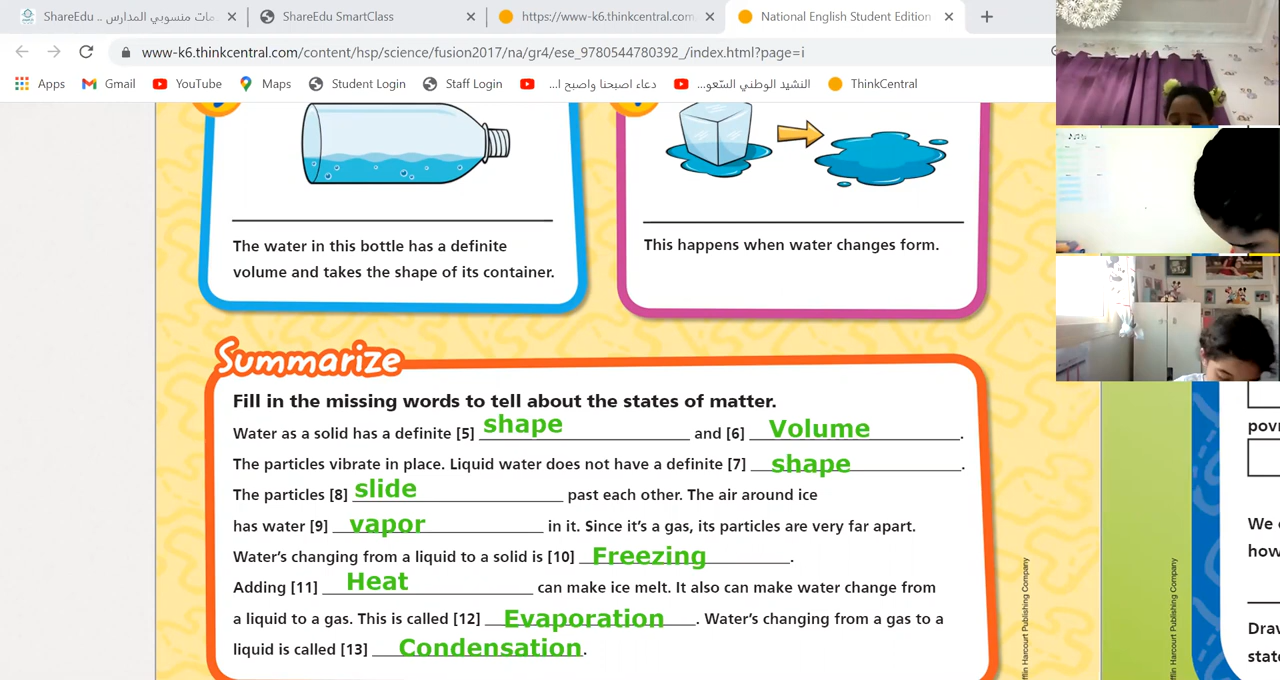 ShareEdu .. مات منسوبي المدارس
ShareEdu SmartClass
https://www-k6.thinkcentral.com
National English Student Edition
www-k6.thinkcentral.com/content/hsp/science/fusion2017/na/gr4/ese_9780544780392_/index.html?page=i
Apps
Gmail
YouTube
Maps
Student Login
Staff Login
دعاء اصبحنا واصبح ا...
النشيد الوطني السعو...
ThinkCentral
The water in this bottle has a definite
volume and takes the shape of its container.
This happens when water changes form.
Summarize
Fill in the missing words to tell about the states of matter.
Water as a solid has a definite [5] shape and [6] Volume.
The particles vibrate in place. Liquid water does not have a definite [7] shape.
The particles [8] slide past each other. The air around ice
has water [9] vapor in it. Since it's a gas, its particles are very far apart.
Water's changing from a liquid to a solid is [10] Freezing.
Adding [11] Heat can make ice melt. It also can make water change from
a liquid to a gas. This is called [12] Evaporation. Water's changing from a gas to a
liquid is called [13] Condensation.
fflin Harcourt Publishing Company
fflin Harcourt Publishing Company
povr
We
how
Drav
state